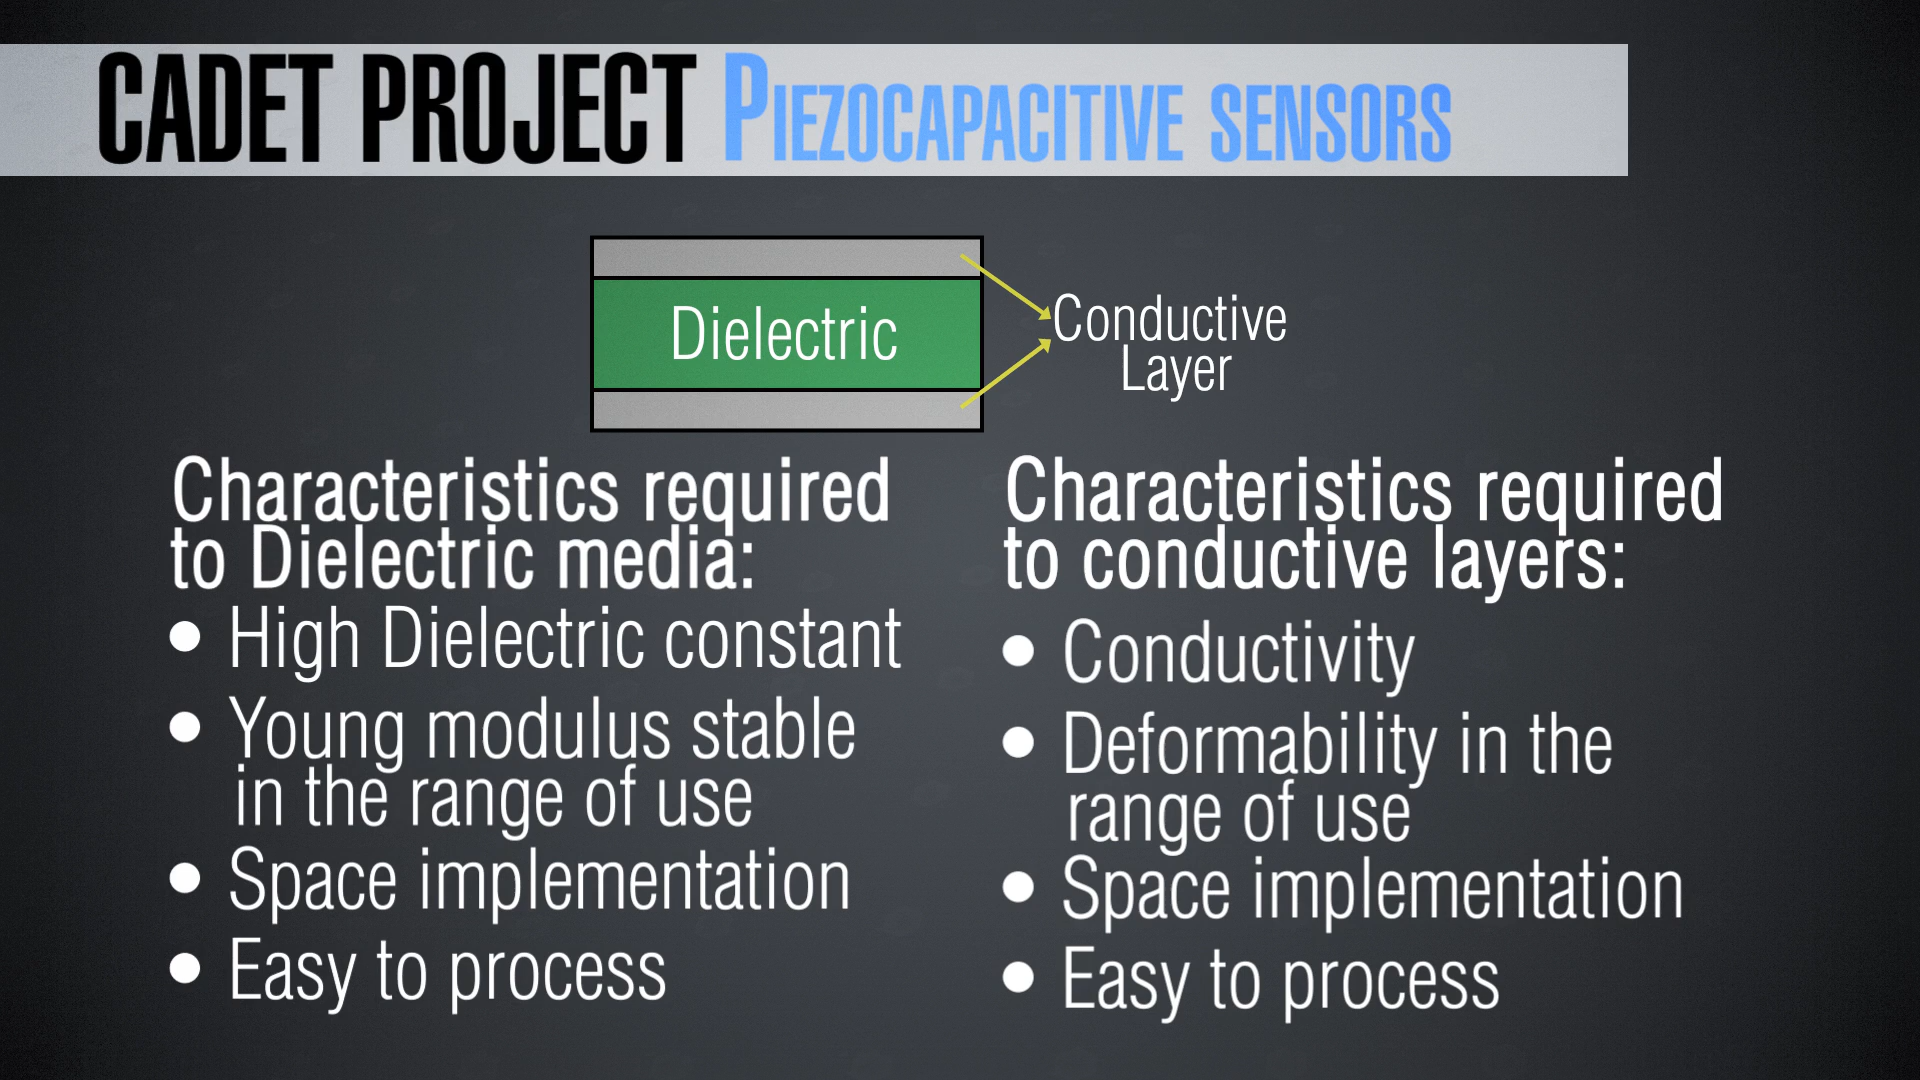 CADET PROJECT PIEZOCAPACITIVE SENSORS
Dielectric
Conductive
Layer
Characteristics required
to Dielectric media:
• High Dielectric constant
• Young modulus stable
in the range of use
• Space implementation
• Easy to process
Characteristics required
to conductive layers:
• Conductivity
• Deformability in the
range of use
• Space implementation
• Easy to process